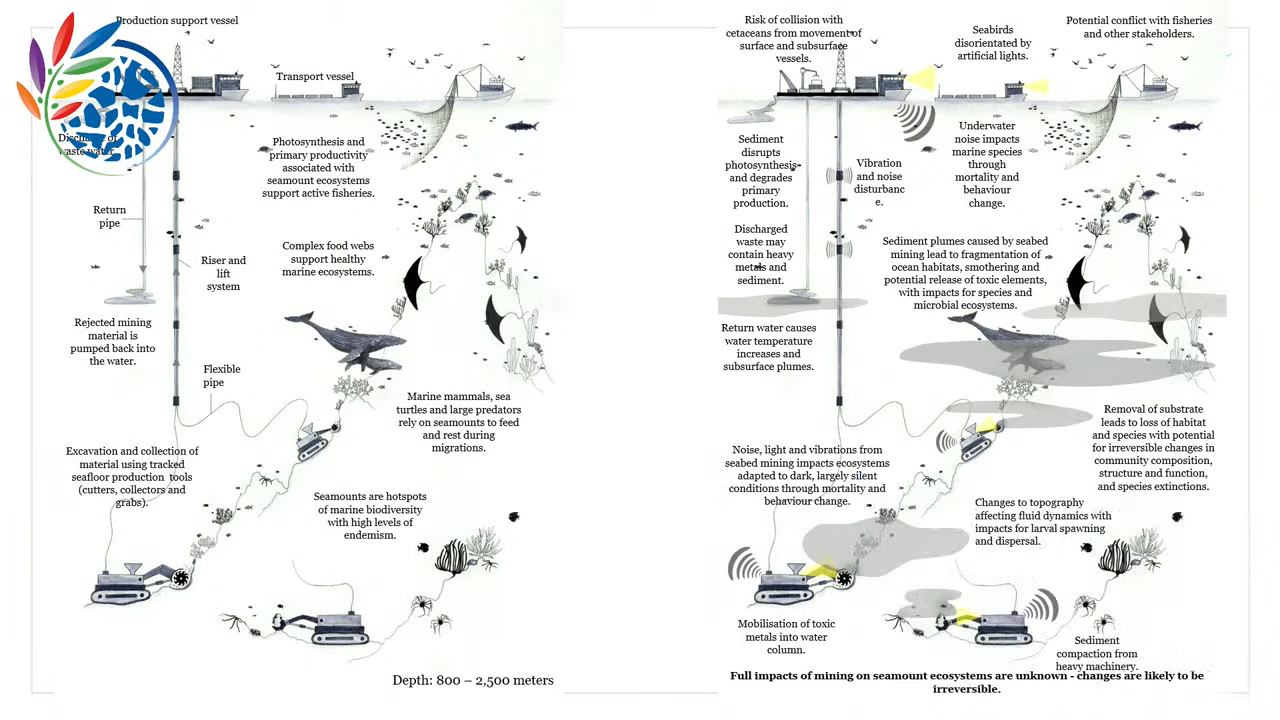 Production support vessel
Transport vessel
Discharge of
waste water
Photosynthesis and
primary productivity
associated with
seamount ecosystems
support active fisheries.
Return
pipe
Riser and
lift
system
Complex food webs
support healthy
marine ecosystems.
Rejected mining
material is
pumped back into
the water.
Flexible
pipe
Marine mammals, sea
turtles and large predators
rely on seamounts to feed
and rest during
migrations.
Excavation and collection of
material using tracked
seafloor production tools
(cutters, collectors and
grabs).
Seamounts are hotspots
of marine biodiversity
with high levels of
endemism.
Depth: 800 – 2,500 meters
Risk of collision with
cetaceans from movement of
surface and subsurface
vessels.
Seabirds
disorientated by
artificial lights.
Potential conflict with fisheries
and other stakeholders.
Sediment
disrupts
photosynthesis
and degrades
primary
production.
Vibration
and noise
disturbanc
e.
Underwater
noise impacts
marine species
through
mortality and
behaviour
change.
Discharged
waste may
contain heavy
metals and
sediment.
Sediment plumes caused by seabed
mining lead to fragmentation of
ocean habitats, smothering and
potential release of toxic elements,
with impacts for species and
microbial ecosystems.
Return water causes
water temperature
increases and
subsurface plumes.
Removal of substrate
leads to loss of habitat
and species with potential
for irreversible changes in
community composition,
structure and function,
and species extinctions.
Noise, light and vibrations from
seabed mining impacts ecosystems
adapted to dark, largely silent
conditions through mortality and
behaviour change.
Changes to topography
affecting fluid dynamics with
impacts for larval spawning
and dispersal.
Mobilisation of toxic
metals into water
column.
Sediment
compaction from
heavy machinery.
Full impacts of mining on seamount ecosystems are unknown - changes are likely to be
irreversible.